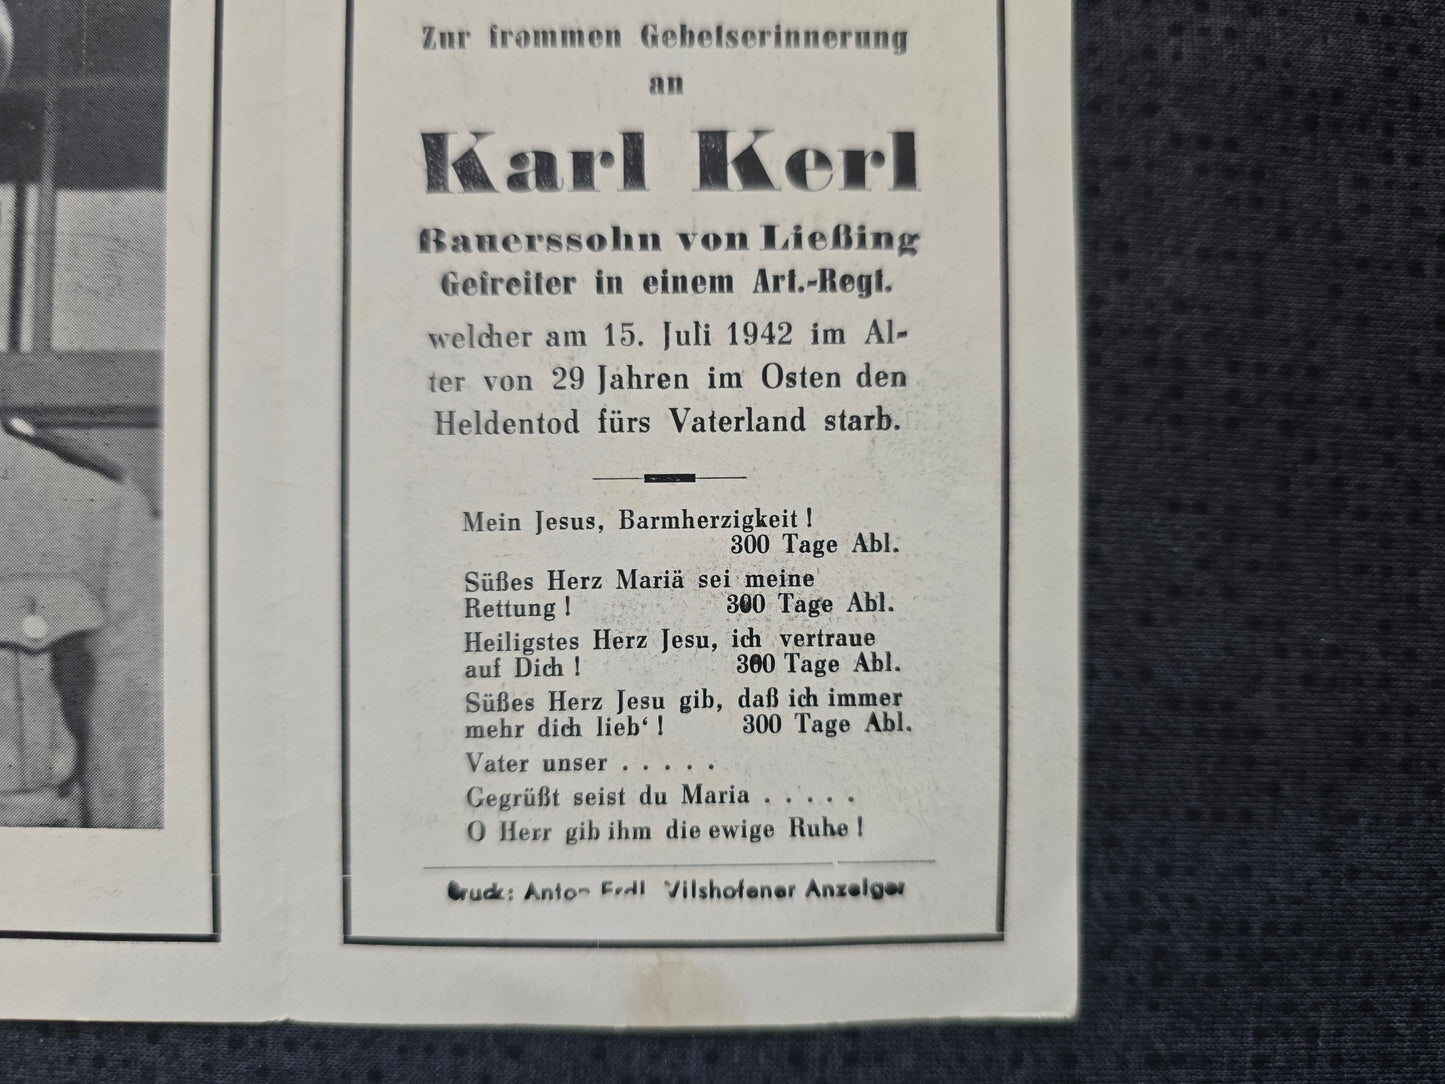 Zur frommen Gebetserinnerung
an
Karl Kerl
Bauerssohn von Ließing
Gefreiter in einem Art.-Regt.
welcher am 15. Juli 1942 im Al-
ter von 29 Jahren im Osten den
Heldentod fürs Vaterland starb.
Mein Jesus, Barmherzigkeit !
300 Tage Abl.
Süßes Herz Mariä sei meine
Rettung ! 300 Tage Abl.
Heiligstes Herz Jesu, ich vertraue
auf Dich ! 300 Tage Abl.
Süßes Herz Jesu gib, daß ich immer
mehr dich lieb‘ ! 300 Tage Abl.
Vater unser . . . . .
Gegrüßt seist du Maria . . . . .
O Herr gib ihm die ewige Ruhe !
Druck: Anton Vilshofener Anzeiger